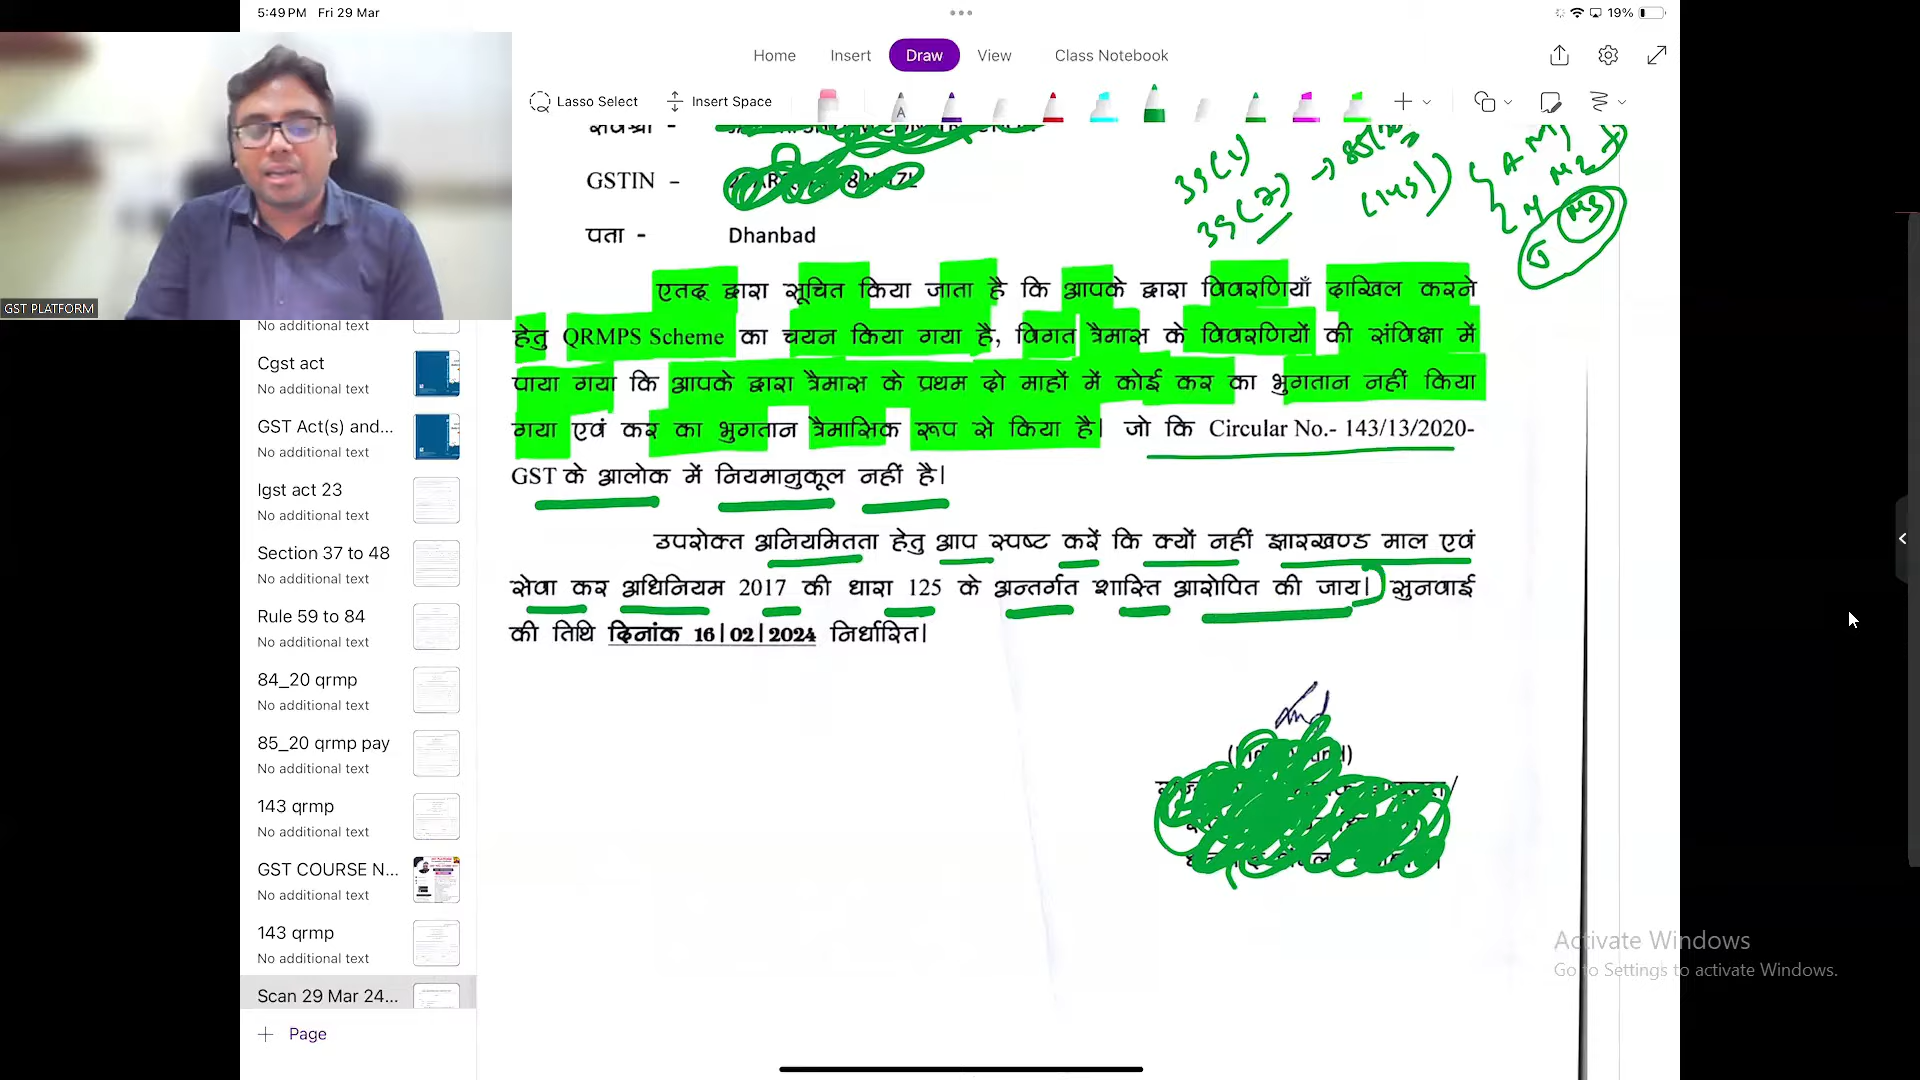 5:49 PM Fri 29 Mar
19%
Home Insert Draw View Class Notebook
Lasso Select Insert Space
GST PLATFORM
No additional text
Cgst act
No additional text
GST Act(s) and...
No additional text
Igst act 23
No additional text
Section 37 to 48
No additional text
Rule 59 to 84
No additional text
84_20 qrmp
No additional text
85_20 qrmp pay
No additional text
143 qrmp
No additional text
GST COURSE N...
No additional text
143 qrmp
No additional text
Scan 29 Mar 24...
Page
सर्वश्री -
GSTIN -
पता - Dhanbad
39(1)
39(2)
(143)
एतद् द्वारा सूचित किया जाता है कि आपके द्वारा विवरणियाँ दाखिल करने
हेतु QRMPS Scheme का चयन किया गया है, विगत त्रैमास के विवरणियों की संविक्षा में
पाया गया कि आपके द्वारा त्रैमास के प्रथम दो माहों में कोई कर का भुगतान नहीं किया
गया एवं कर का भुगतान त्रैमासिक रूप से किया है। जो कि Circular No.- 143/13/2020-
GST के आलोक में नियमानुकूल नहीं है।
उपरोक्त अनियमितता हेतु आप स्पष्ट करें कि क्यों नहीं झारखण्ड माल एवं
सेवा कर अधिनियम 2017 की धारा 125 के अन्तर्गत शास्ति आरोपित की जाय। सुनवाई
की तिथि दिनांक 16|02|2024 निर्धारित।
Activate Windows
Go to Settings to activate Windows.